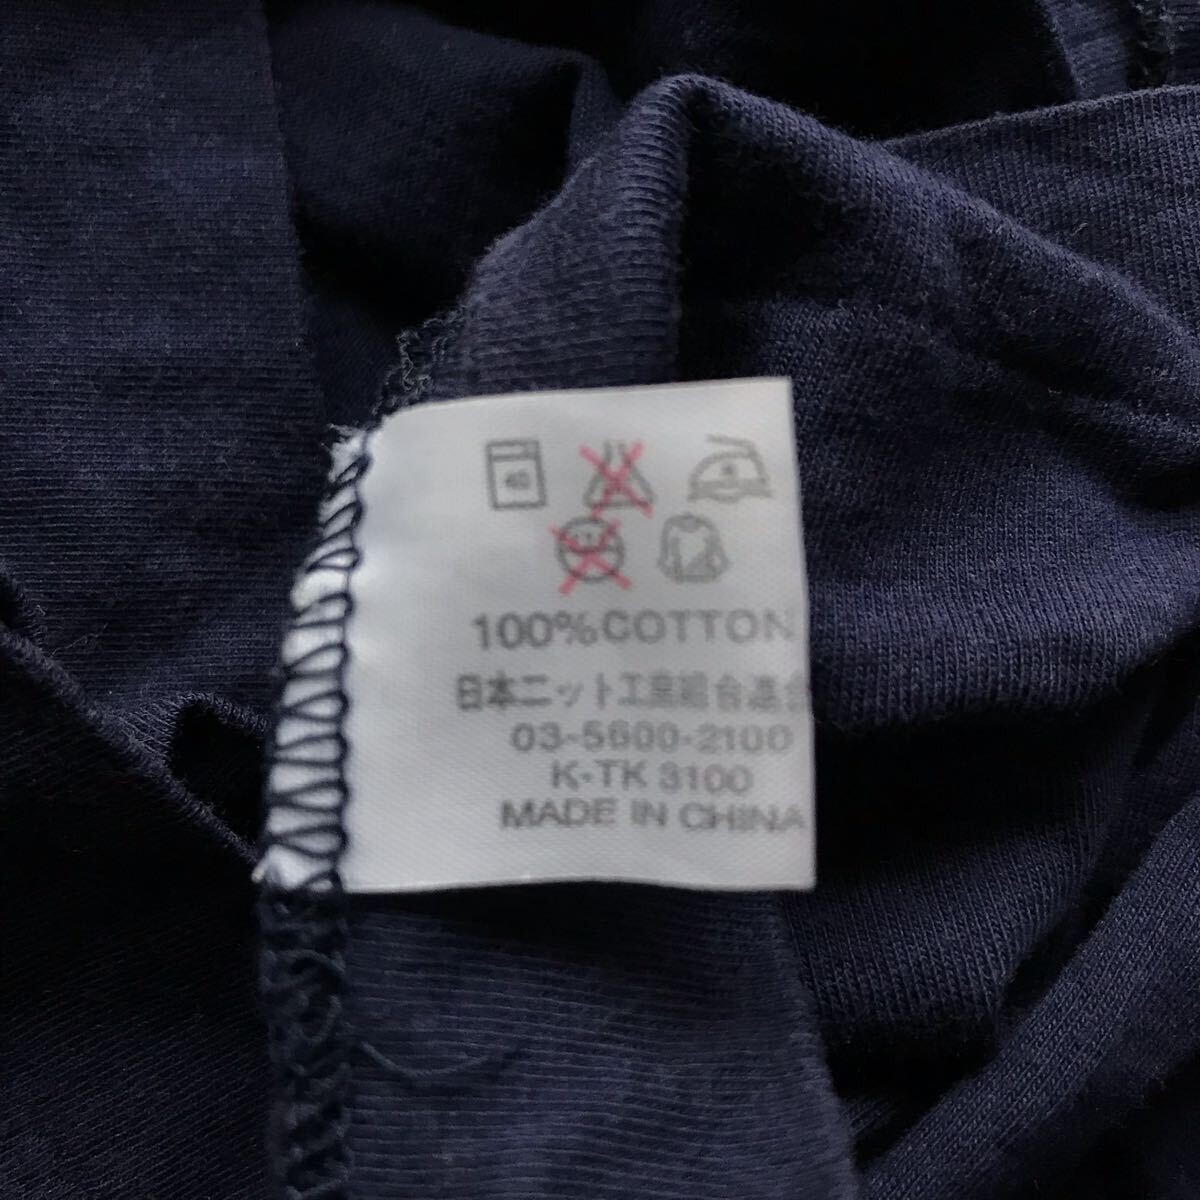 40
100%COTTON
日本ニット工業組合連合
03-5600-2100
K-TK 3100
MADE IN CHINA